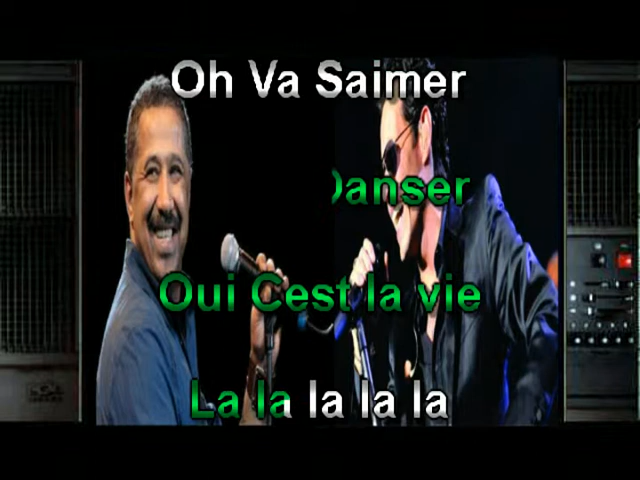 Oh Va Saimer
Danser
Oui Cest la vie
La la la la la